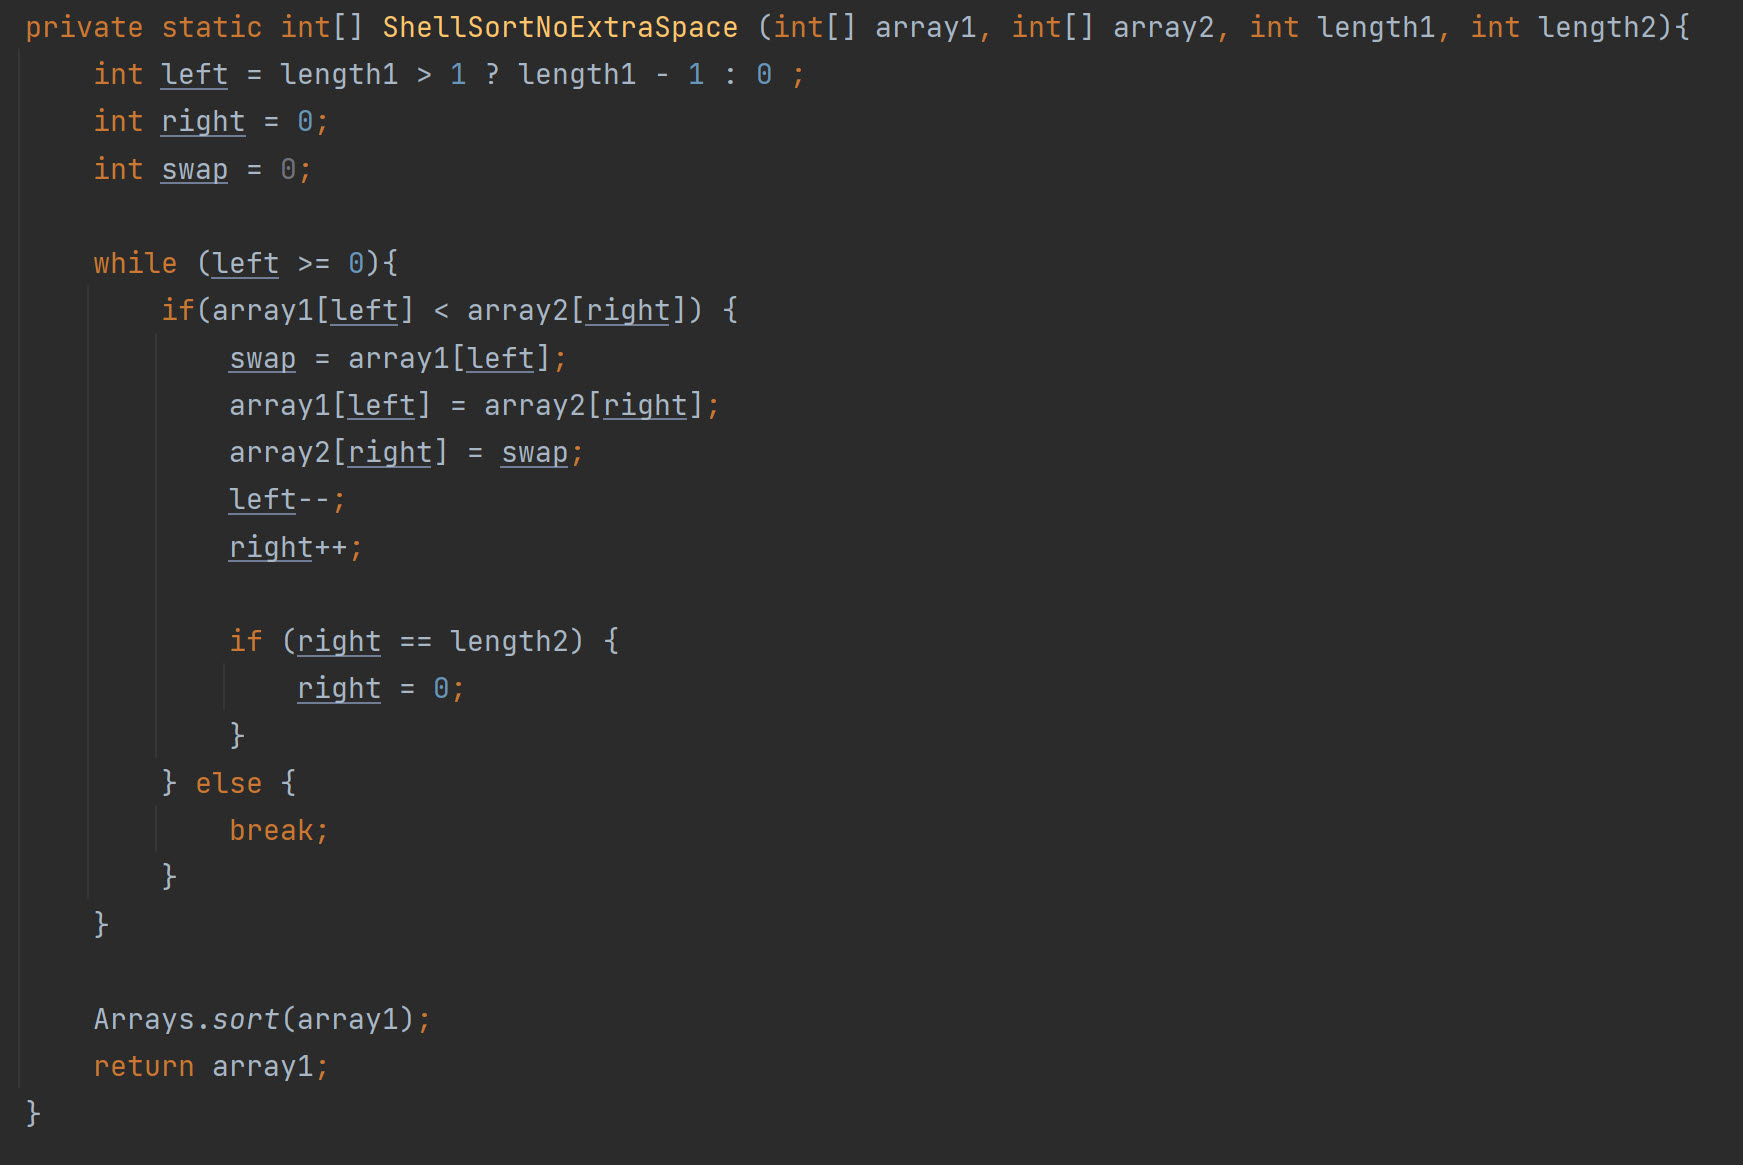 private static int[] ShellSortNoExtraSpace (int[] array1, int[] array2, int length1, int length2){
int left = length1 > 1 ? length1 - 1 : 0 ;
int right = 0;
int swap = 0;
while (left >= 0){
if(array1[left] < array2[right]) {
swap = array1[left];
array1[left] = array2[right];
array2[right] = swap;
left--;
right++;
if (right == length2) {
right = 0;
}
} else {
break;
}
}
Arrays.sort(array1);
return array1;
}